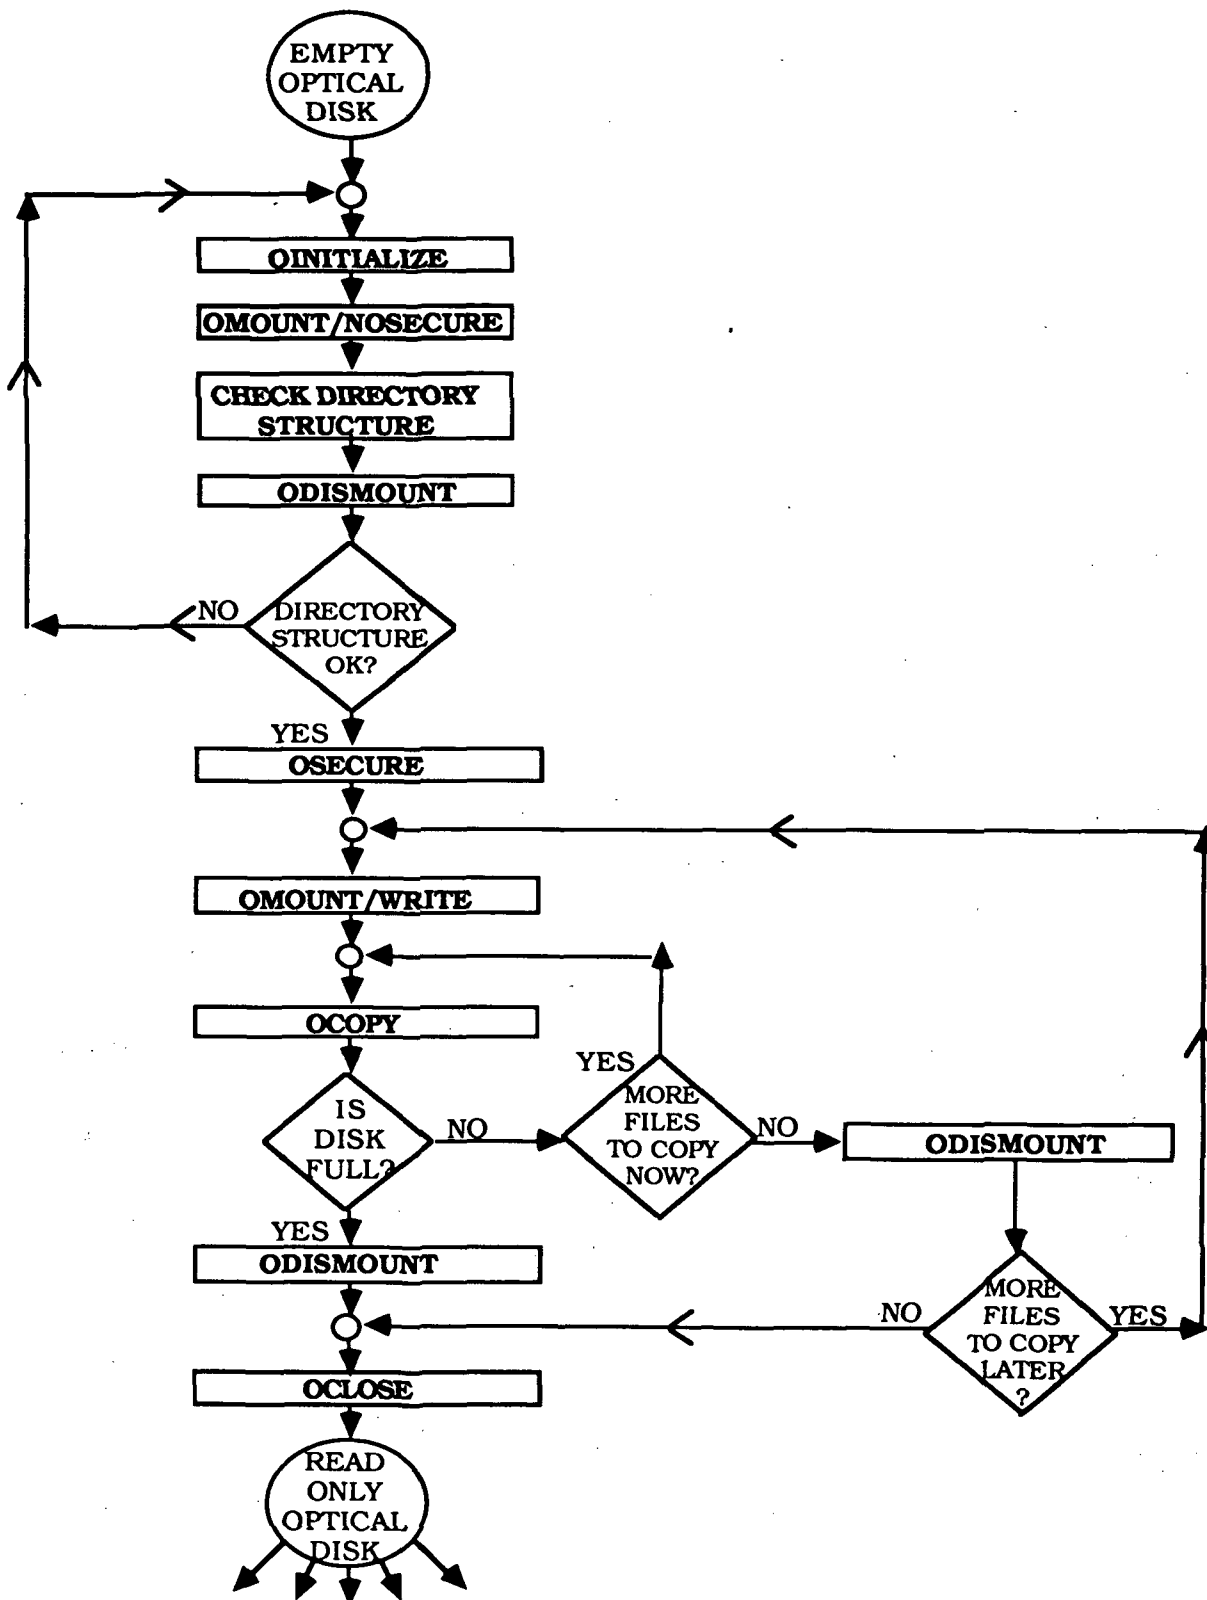 EMPTY
OPTICAL
DISK
OINITIALIZE
OMOUNT/NOSECURE
CHECK DIRECTORY
STRUCTURE
ODISMOUNT
NO
DIRECTORY
STRUCTURE
OK?
YES
OSECURE
OMOUNT/WRITE
OCOPY
IS
DISK
FULL?
NO
YES
MORE
FILES
TO COPY
NOW?
NO
ODISMOUNT
YES
ODISMOUNT
MORE
FILES
TO COPY
LATER
?
NO
YES
OCLOSE
READ
ONLY
OPTICAL
DISK